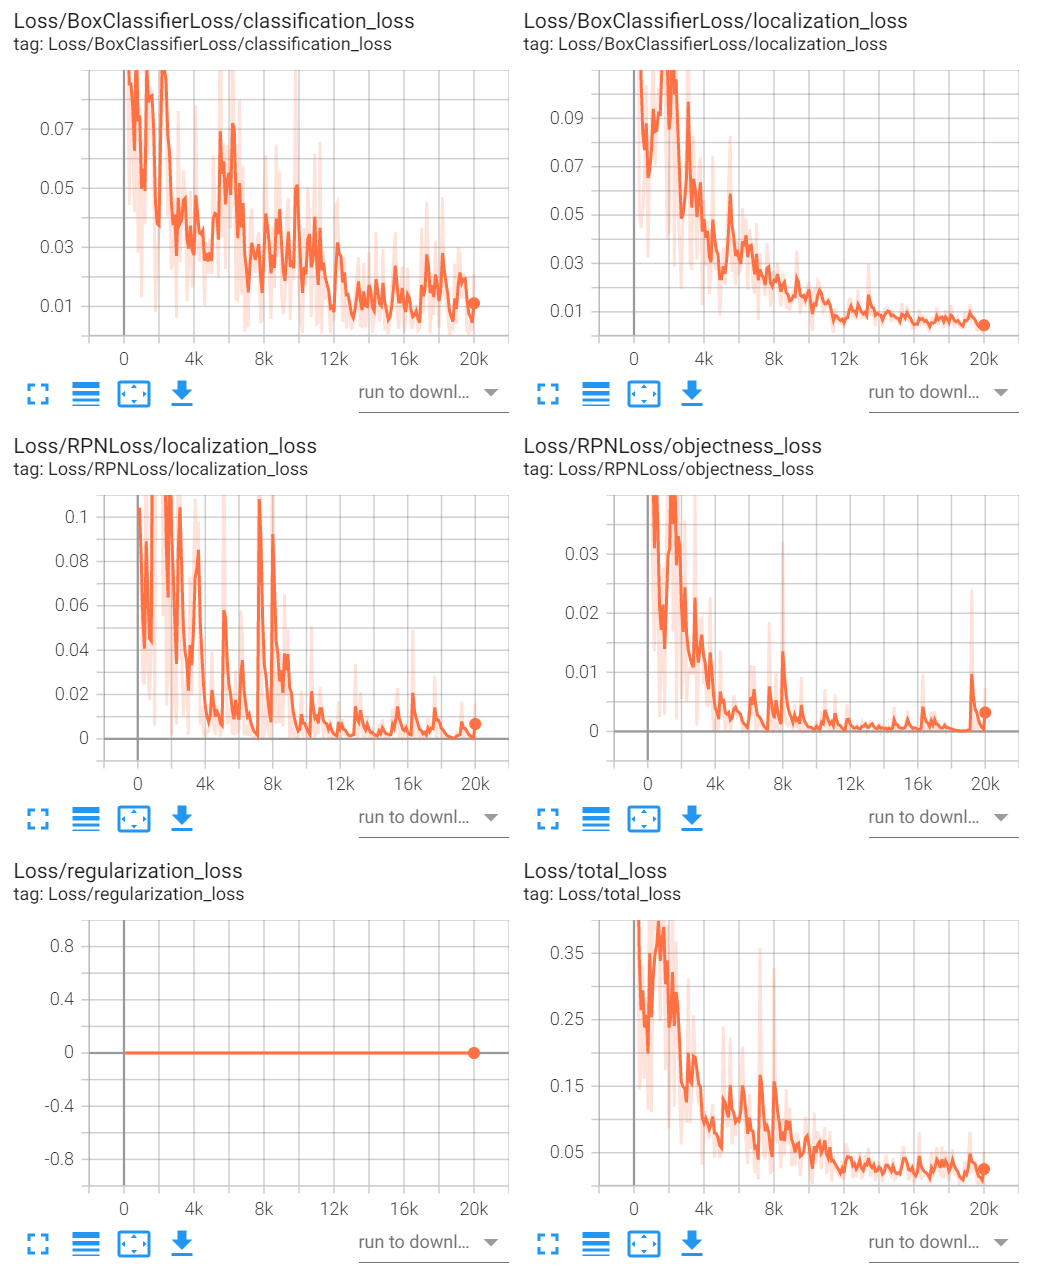 Loss/BoxClassifierLoss/classification_loss
tag: Loss/BoxClassifierLoss/classification_loss
0.07
0.05
0.03
0.01
0 4k 8k 12k 16k 20k
run to downl...
Loss/BoxClassifierLoss/localization_loss
tag: Loss/BoxClassifierLoss/localization_loss
0.09
0.07
0.05
0.03
0.01
0 4k 8k 12k 16k 20k
run to downl...
Loss/RPNLoss/localization_loss
tag: Loss/RPNLoss/localization_loss
0.1
0.08
0.06
0.04
0.02
0
0 4k 8k 12k 16k 20k
run to downl...
Loss/RPNLoss/objectness_loss
tag: Loss/RPNLoss/objectness_loss
0.03
0.02
0.01
0
0 4k 8k 12k 16k 20k
run to downl...
Loss/regularization_loss
tag: Loss/regularization_loss
0.8
0.4
0
-0.4
-0.8
0 4k 8k 12k 16k 20k
run to downl...
Loss/total_loss
tag: Loss/total_loss
0.35
0.25
0.15
0.05
0 4k 8k 12k 16k 20k
run to downl...